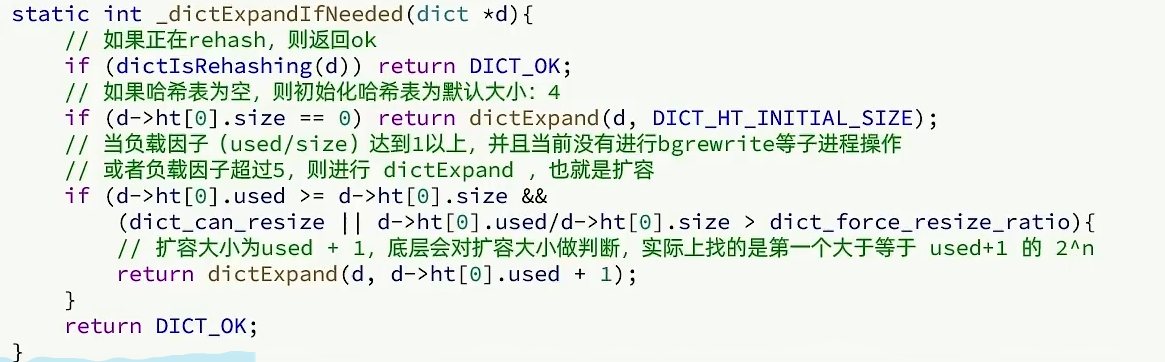 static int _dictExpandIfNeeded(dict *d){
// 如果正在rehash，则返回ok
if (dictIsRehashing(d)) return DICT_OK;
// 如果哈希表为空，则初始化哈希表为默认大小：4
if (d->ht[0].size == 0) return dictExpand(d, DICT_HT_INITIAL_SIZE);
// 当负载因子（used/size）达到1以上，并且当前没有进行bgrewrite等子进程操作
// 或者负载因子超过5，则进行 dictExpand ，也就是扩容
if (d->ht[0].used >= d->ht[0].size &&
(dict_can_resize || d->ht[0].used/d->ht[0].size > dict_force_resize_ratio){
// 扩容大小为used + 1，底层会对扩容大小做判断，实际上找的是第一个大于等于 used+1 的 2^n
return dictExpand(d, d->ht[0].used + 1);
}
return DICT_OK;
}